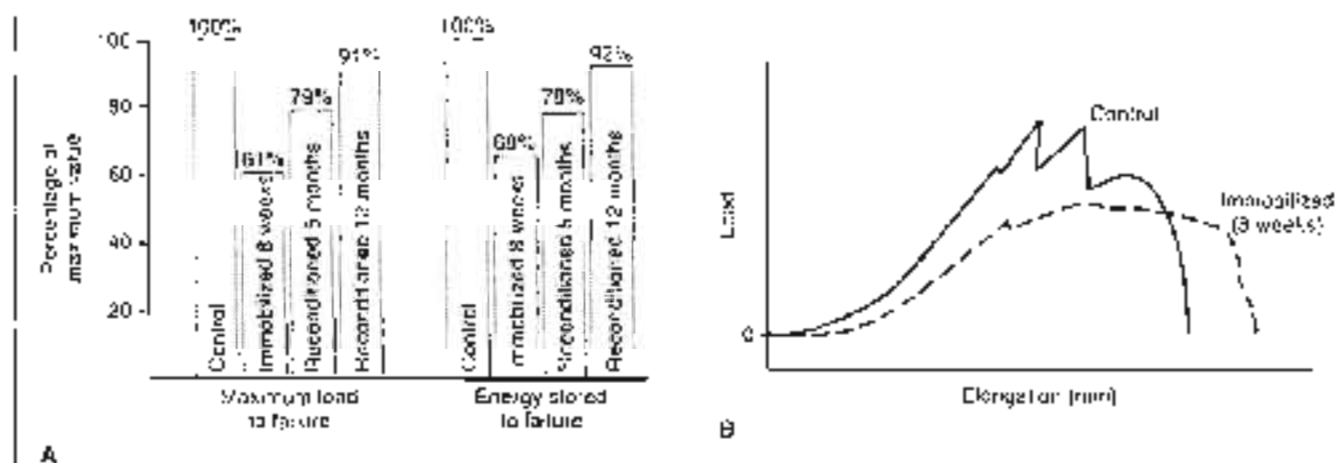 100%
100%
100
91%
92%
80
79%
78%
Percentage of
maximum value
61%
69%
60
40
20
Control
Immobilized 8 weeks
Reconditioned 5 months
Reconditioned 12 months
Control
Immobilized 8 weeks
Reconditioned 5 months
Reconditioned 12 months
Maximum load
to failure
Energy stored
to failure
A
Load
Control
Immobilized
(8 weeks)
0
Elongation (mm)
B